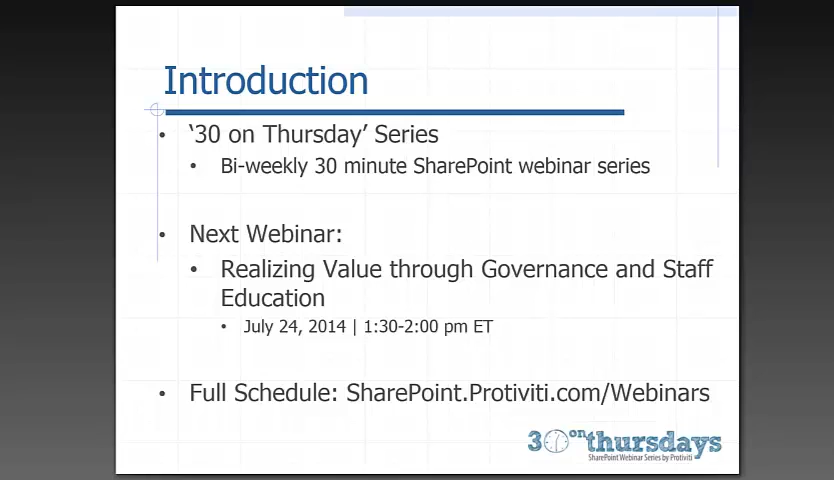 Introduction
• ‘30 on Thursday’ Series
• Bi-weekly 30 minute SharePoint webinar series
• Next Webinar:
• Realizing Value through Governance and Staff
Education
• July 24, 2014 | 1:30-2:00 pm ET
• Full Schedule: SharePoint.Protiviti.com/Webinars
30 on thursdays
SharePoint Webinar Series by Protiviti